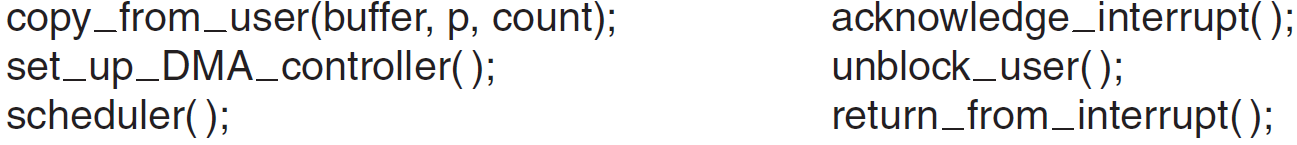 copy_from_user(buffer, p, count);
set_up_DMA_controller( );
scheduler( );
acknowledge_interrupt( );
unblock_user( );
return_from_interrupt( );